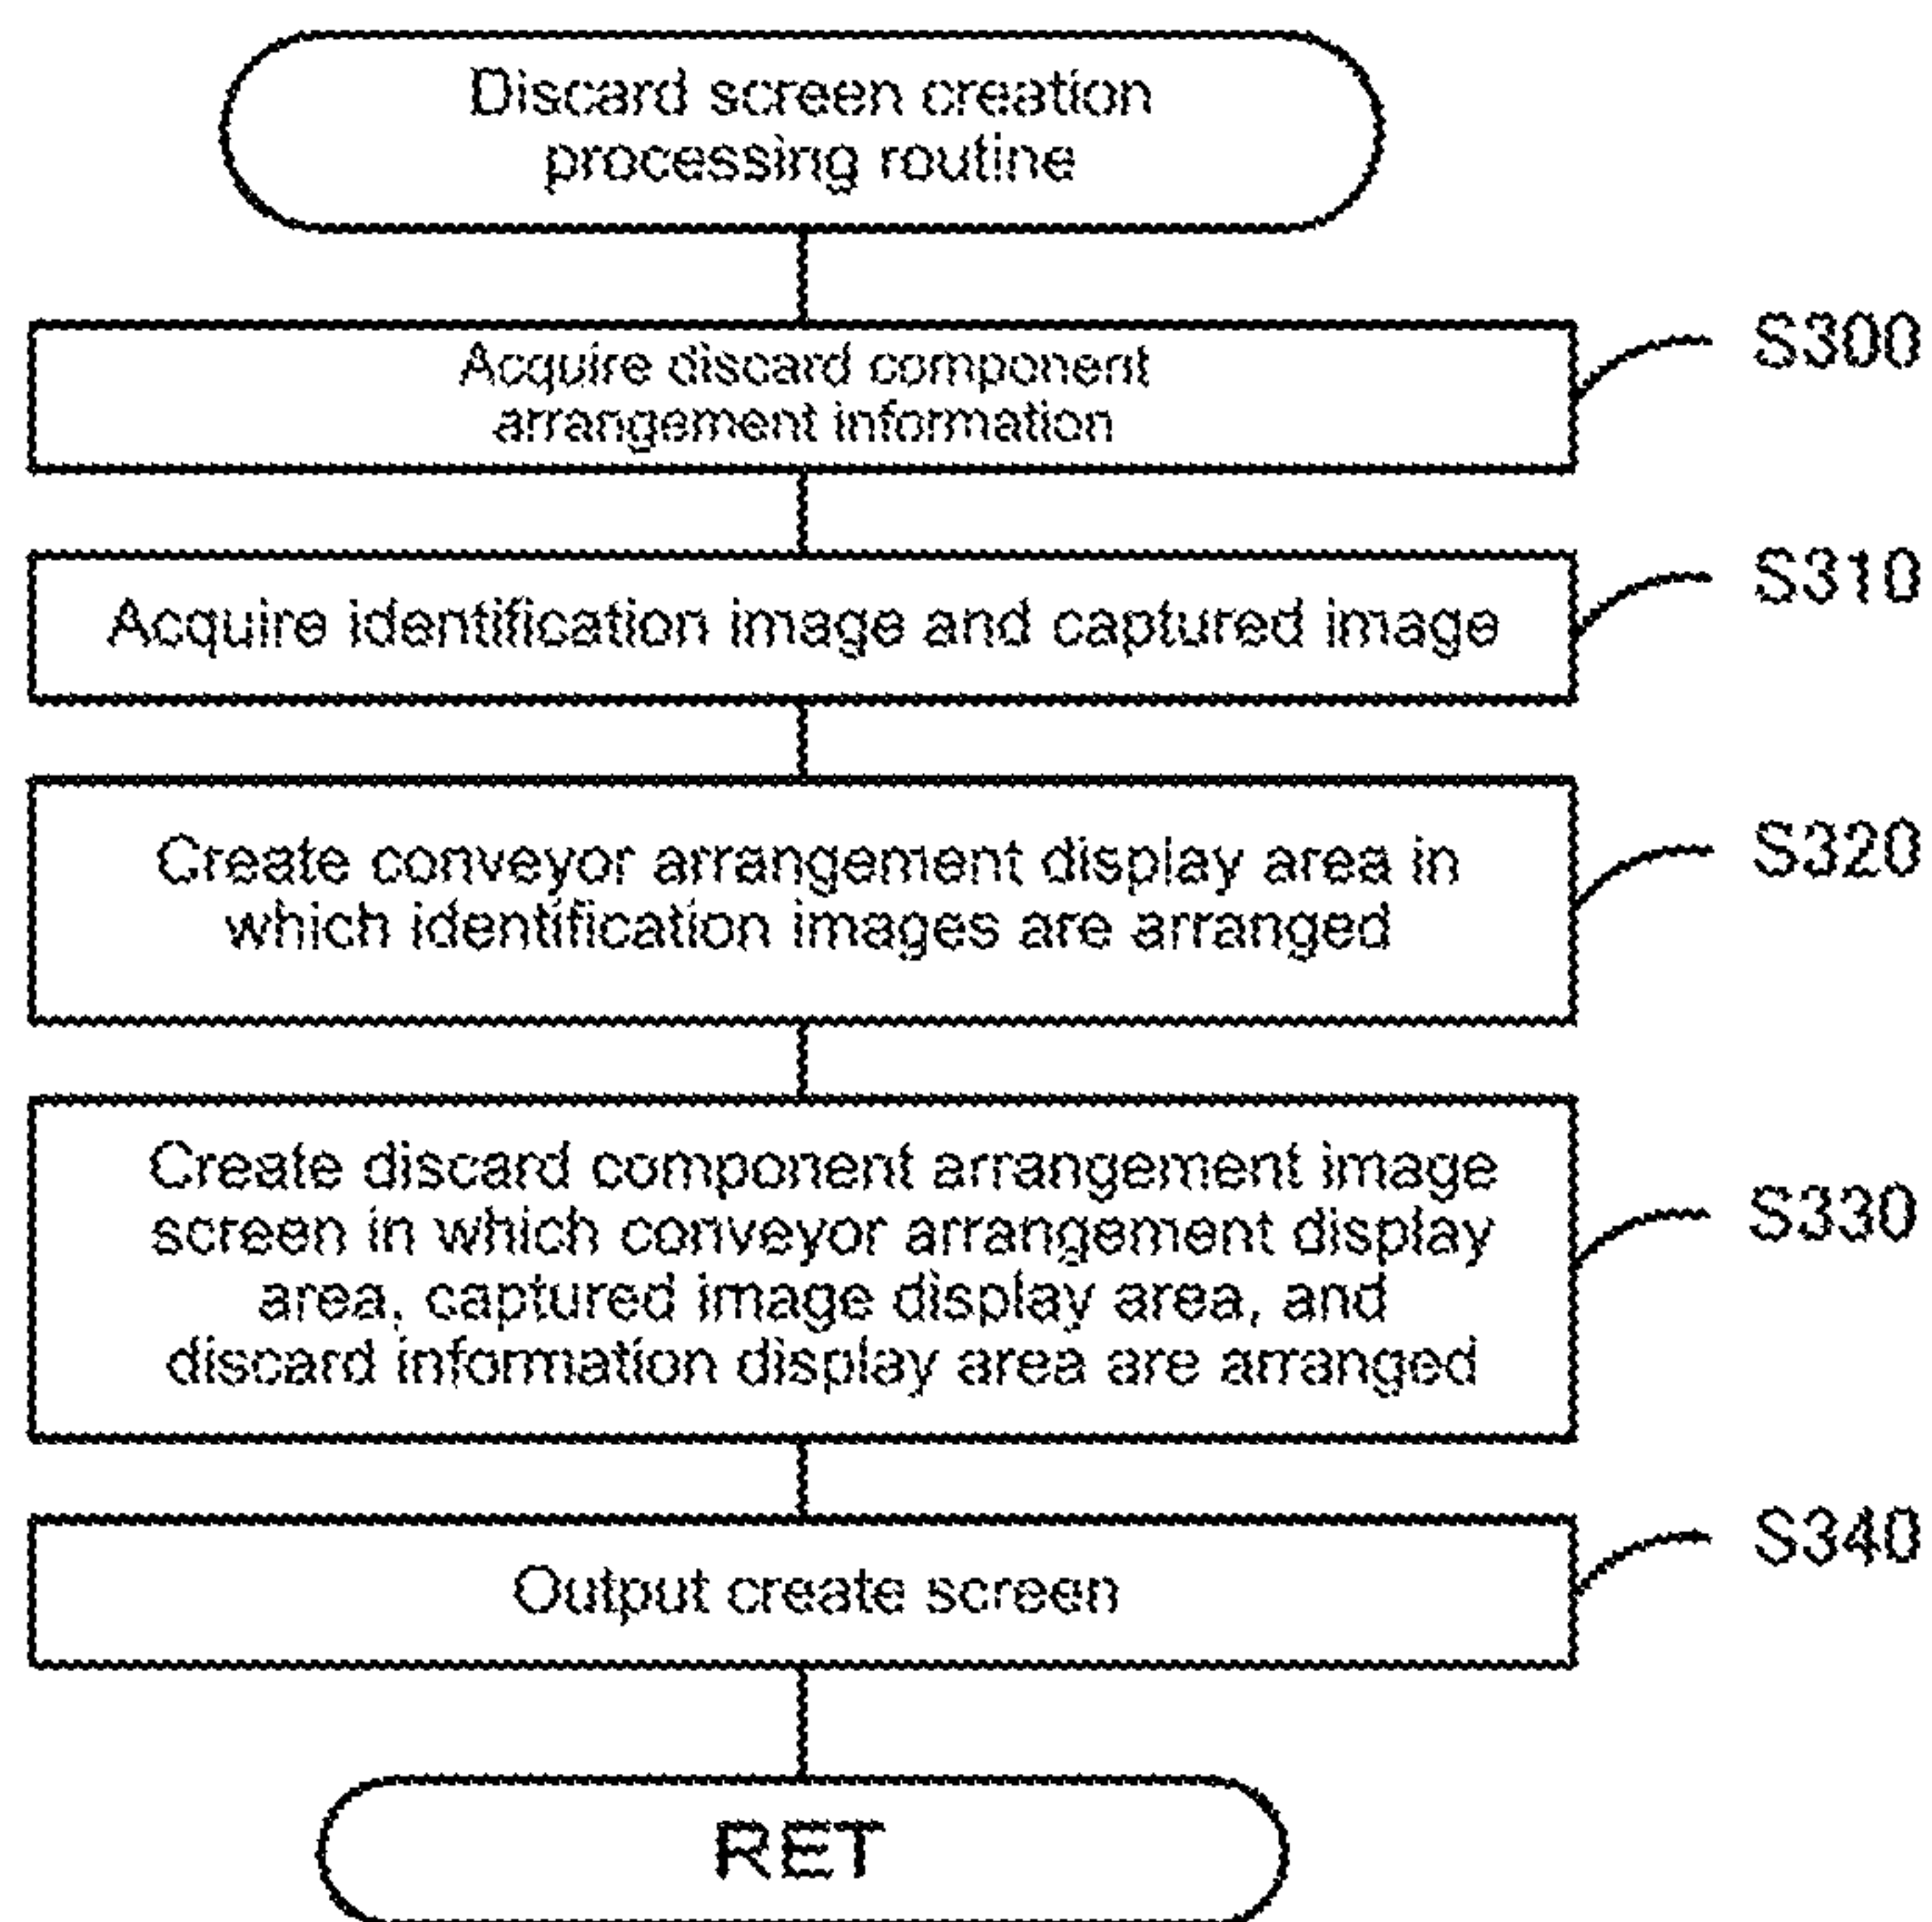 Discard screen creation
processing routine
Acquire discard component
arrangement information
S300
Acquire identification image and captured image
S310
Create conveyor arrangement display area in
which identification images are arranged
S320
Create discard component arrangement image
screen in which conveyor arrangement display
area, captured image display area, and
discard information display area are arranged
S330
Output create screen
S340
RET